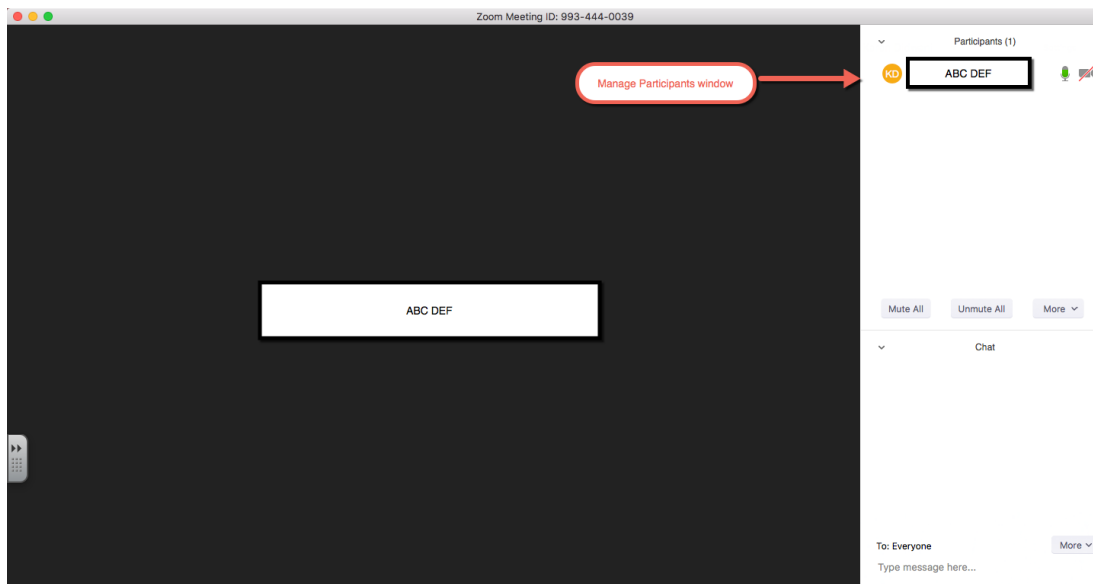 Zoom Meeting ID: 993-444-0039
Participants (1)
Manage Participants window
KD
ABC DEF
ABC DEF
Mute All
Unmute All
More
Chat
To: Everyone
More
Type message here...